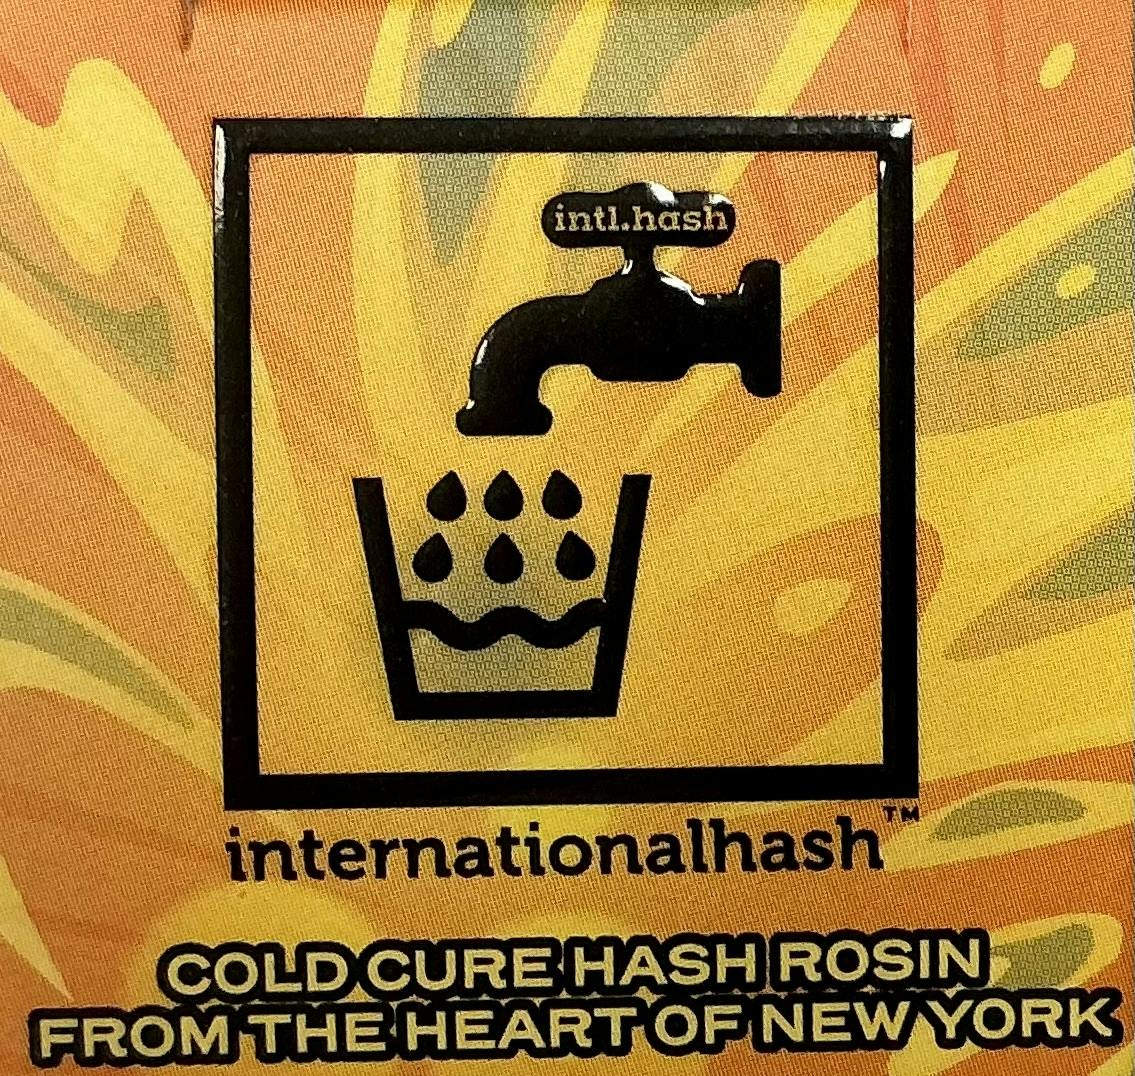 intl.hash
internationalhash™
COLD CURE HASH ROSIN
FROM THE HEART OF NEW YORK